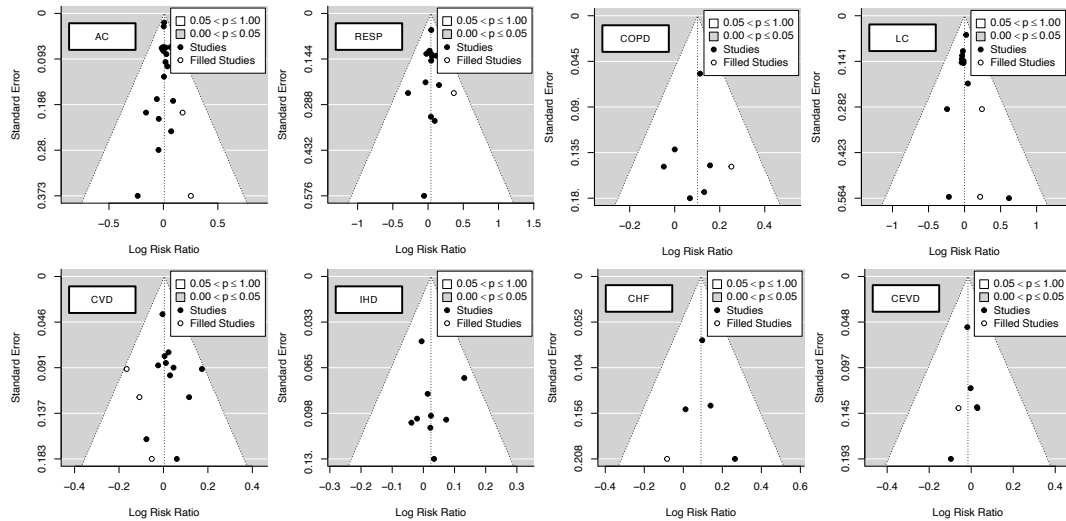 AC
0.05 < p ≤ 1.00
0.00 < p ≤ 0.05
Studies
Filled Studies
Standard Error
0
0.093
0.186
0.28
0.373
−0.5
0
0.5
Log Risk Ratio
RESP
0.05 < p ≤ 1.00
0.00 < p ≤ 0.05
Studies
Filled Studies
Standard Error
0
0.144
0.288
0.432
0.576
−1
−0.5
0
0.5
1
1.5
Log Risk Ratio
COPD
0.05 < p ≤ 1.00
0.00 < p ≤ 0.05
Studies
Filled Studies
Standard Error
0
0.045
0.09
0.135
0.18
−0.2
0
0.2
0.4
Log Risk Ratio
LC
0.05 < p ≤ 1.00
0.00 < p ≤ 0.05
Studies
Filled Studies
Standard Error
0
0.141
0.282
0.423
0.564
−1
−0.5
0
0.5
1
Log Risk Ratio
CVD
0.05 < p ≤ 1.00
0.00 < p ≤ 0.05
Studies
Filled Studies
Standard Error
0
0.046
0.091
0.137
0.183
−0.4
−0.2
0
0.2
0.4
Log Risk Ratio
IHD
0.05 < p ≤ 1.00
0.00 < p ≤ 0.05
Studies
Filled Studies
Standard Error
0
0.033
0.065
0.098
0.13
−0.2
−0.1
0
0.1
0.2
0.3
Log Risk Ratio
CHF
0.05 < p ≤ 1.00
0.00 < p ≤ 0.05
Studies
Filled Studies
Standard Error
0
0.052
0.104
0.156
0.208
−0.4
−0.2
0
0.2
0.4
0.6
Log Risk Ratio
CEVD
0.05 < p ≤ 1.00
0.00 < p ≤ 0.05
Studies
Filled Studies
Standard Error
0
0.048
0.097
0.145
0.193
−0.4
−0.2
0
0.2
0.4
Log Risk Ratio